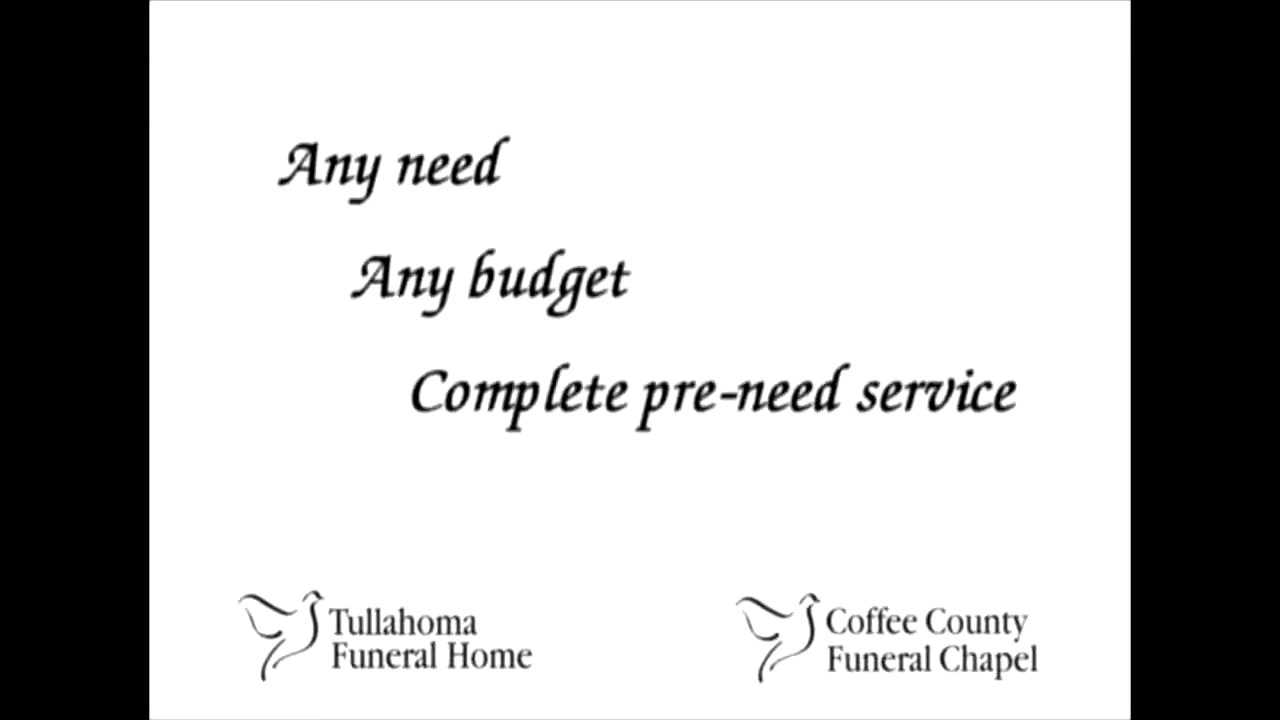 Any need
Any budget
Complete pre-need service
Tullahoma
Funeral Home
Coffee County
Funeral Chapel